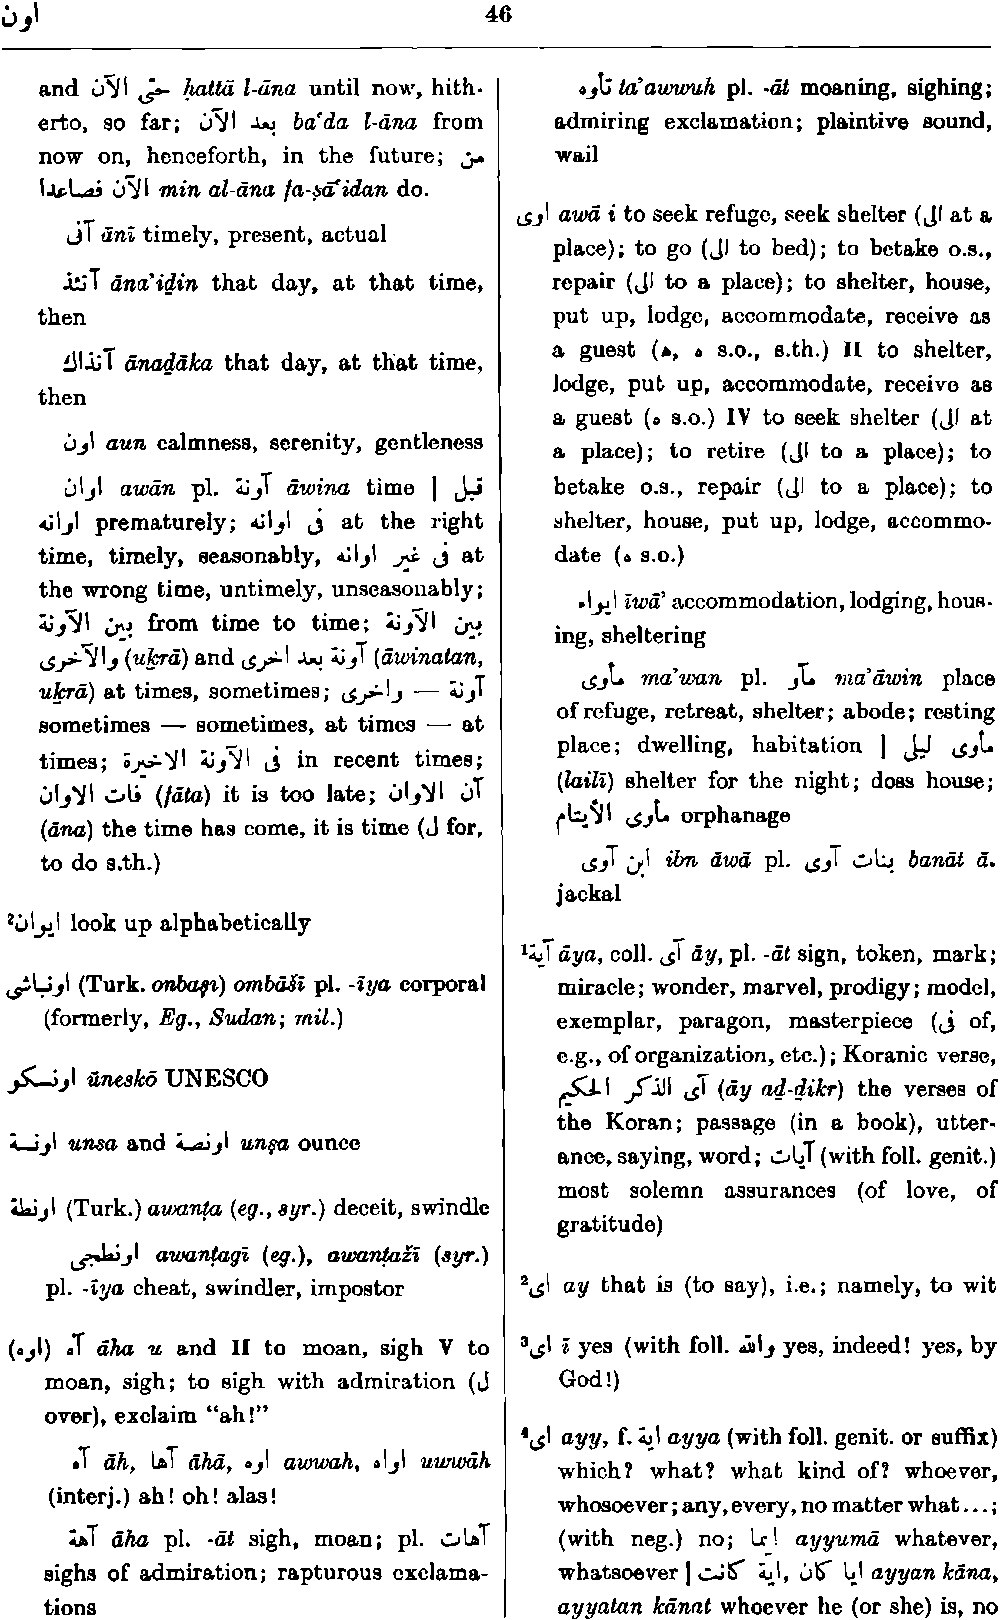 اون 46
and حتى الآن ḥattā l-āna until now, hith-
erto, so far; بعد الآن baʿda l-āna from
now on, henceforth, in the future; من
الآن فصاعدا min al-āna fa-ṣāʿidan do.
آنى ānī timely, present, actual
آنئذ āna'iḏin that day, at that time,
then
آنذاك ānaḏāka that day, at that time,
then
اون aun calmness, serenity, gentleness
اوان awān pl. آونة āwina time | قبل
اوانه prematurely; فى اوانه at the right
time, timely, seasonably, فى غير اوانه at
the wrong time, untimely, unseasonably;
بين الآونة from time to time; بين الآونة
والاخرى (uḵrā) and آونة بعد اخرى (āwinatan,
uḵrā) at times, sometimes; آونة — واخرى
sometimes — sometimes, at times — at
times; فى الآونة الاخيرة in recent times;
فات الاوان (fāta) it is too late; آن الاوان
(āna) the time has come, it is time (ل for,
to do s.th.)
²ايوان look up alphabetically
اونباشى (Turk. onbaşı) ombāšī pl. -īya corporal
(formerly, Eg., Sudan; mil.)
اونسكو ūneskō UNESCO
اونسة unsa and اونصة unṣa ounce
اونطة (Turk.) awanṭa (eg., syr.) deceit, swindle
اونطجى awanṭagī (eg.), awanṭažī (syr.)
pl. -īya cheat, swindler, impostor
(اوه) آه āha u and II to moan, sigh V to
moan, sigh; to sigh with admiration (ل
over), exclaim “ah!”
آه āh, آها āhā, اوه awwah, اواه uwwāh
(interj.) ah! oh! alas!
آهة āha pl. -āt sigh, moan; pl. آهات
sighs of admiration; rapturous exclama-
tions
تأوه ta'awwuh pl. -āt moaning, sighing;
admiring exclamation; plaintive sound,
wail
اوى awā i to seek refuge, seek shelter (الى at a
place); to go (الى to bed); to betake o.s.,
repair (الى to a place); to shelter, house,
put up, lodge, accommodate, receive as
a guest (ه, ه s.o., s.th.) II to shelter,
lodge, put up, accommodate, receive as
a guest (ه s.o.) IV to seek shelter (الى at
a place); to retire (الى to a place); to
betake o.s., repair (الى to a place); to
shelter, house, put up, lodge, accommo-
date (ه s.o.)
ايواء īwā' accommodation, lodging, hous-
ing, sheltering
مأوى ma'wan pl. مآو ma'āwin place
of refuge, retreat, shelter; abode; resting
place; dwelling, habitation | مأوى ليلى
(lailī) shelter for the night; doss house;
مأوى الأيتام orphanage
ابن آوى ibn āwā pl. بنات آوى banāt ā.
jackal
¹آية āya, coll. آى āy, pl. -āt sign, token, mark;
miracle; wonder, marvel, prodigy; model,
exemplar, paragon, masterpiece (فى of,
e.g., of organization, etc.); Koranic verse,
آى الذكر الحكيم (āy aḏ-ḏikr) the verses of
the Koran; passage (in a book), utter-
ance, saying, word; آيات (with foll. genit.)
most solemn assurances (of love, of
gratitude)
²اى ay that is (to say), i.e.; namely, to wit
³اى ī yes (with foll. والله yes, indeed! yes, by
God!)
⁴اى ayy, f. اية ayya (with foll. genit. or suffix)
which? what? what kind of? whoever,
whosoever; any, every, no matter what...;
(with neg.) no; ايما ayyumā whatever,
whatsoever | ايا كان, اية كانت ayyan kāna,
ayyatan kānat whoever he (or she) is, no